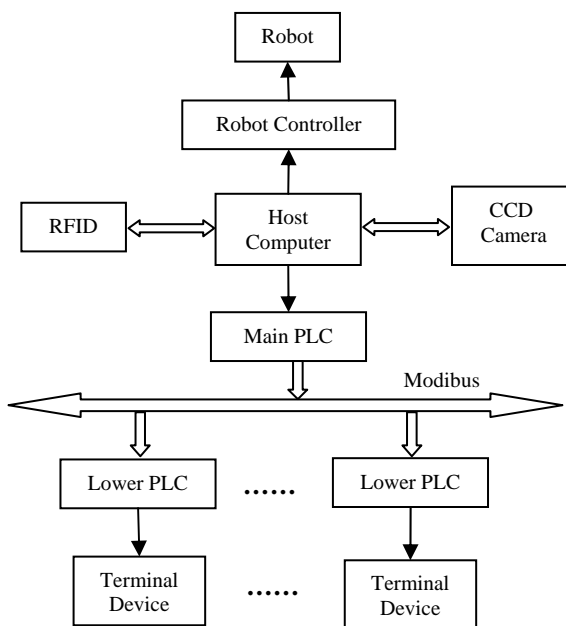 Robot
Robot Controller
RFID
Host
Computer
CCD
Camera
Main PLC
Modibus
Lower PLC
......
Lower PLC
Terminal
Device
......
Terminal
Device